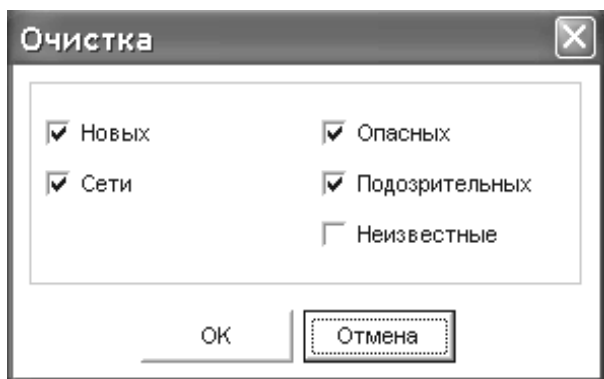 Очистка
Новых
Опасных
Сети
Подозрительных
Неизвестные
OK
Отмена